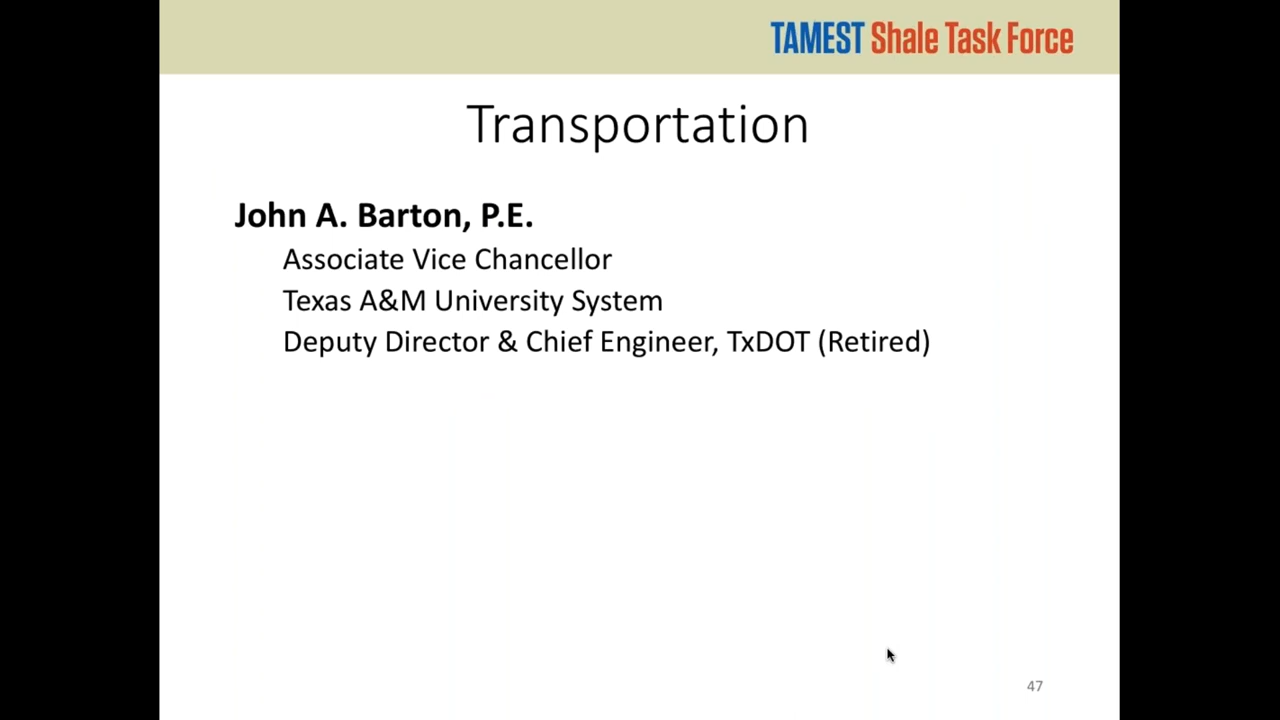 TAMEST Shale Task Force
Transportation
John A. Barton, P.E.
Associate Vice Chancellor
Texas A&M University System
Deputy Director & Chief Engineer, TxDOT (Retired)
47